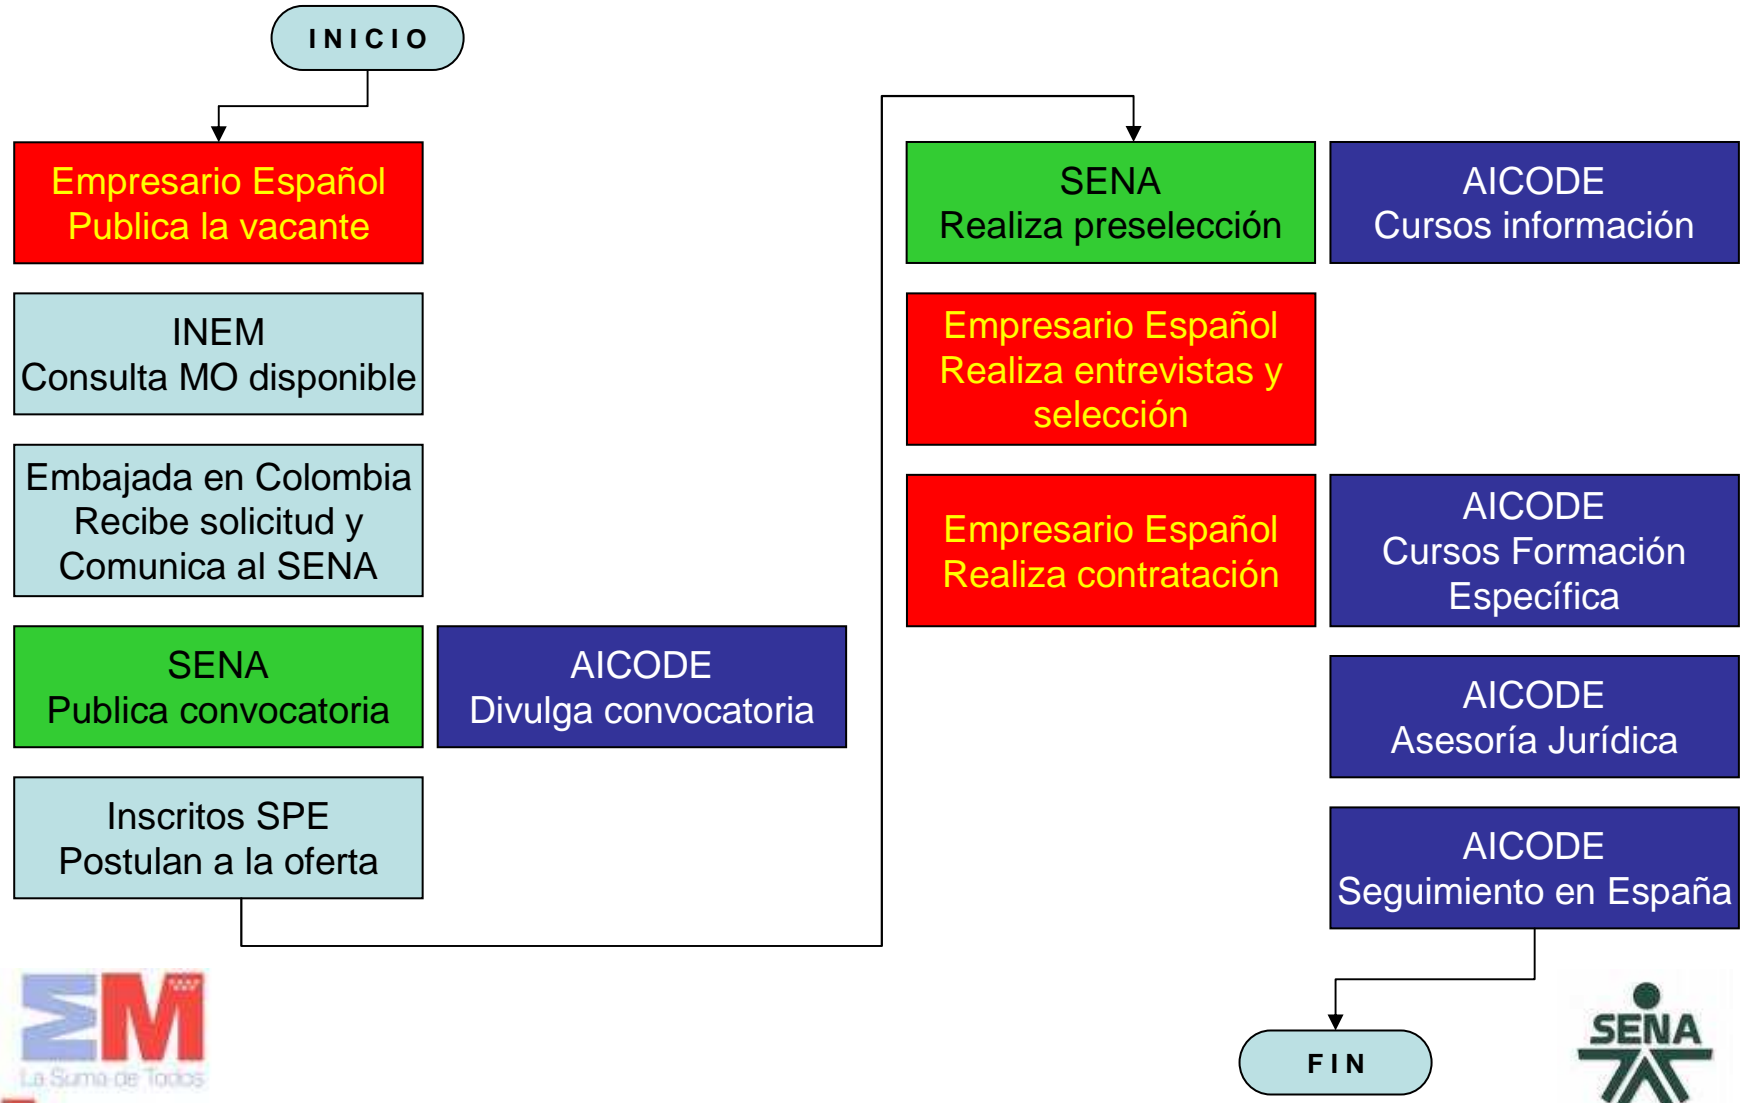 INICIO
Empresario Español
Publica la vacante
INEM
Consulta MO disponible
Embajada en Colombia
Recibe solicitud y
Comunica al SENA
SENA
Publica convocatoria
AICODE
Divulga convocatoria
Inscritos SPE
Postulan a la oferta
SENA
Realiza preselección
AICODE
Cursos información
Empresario Español
Realiza entrevistas y
selección
Empresario Español
Realiza contratación
AICODE
Cursos Formación
Específica
AICODE
Asesoría Jurídica
AICODE
Seguimiento en España
FIN
EM
La Suma de Todos
SENA